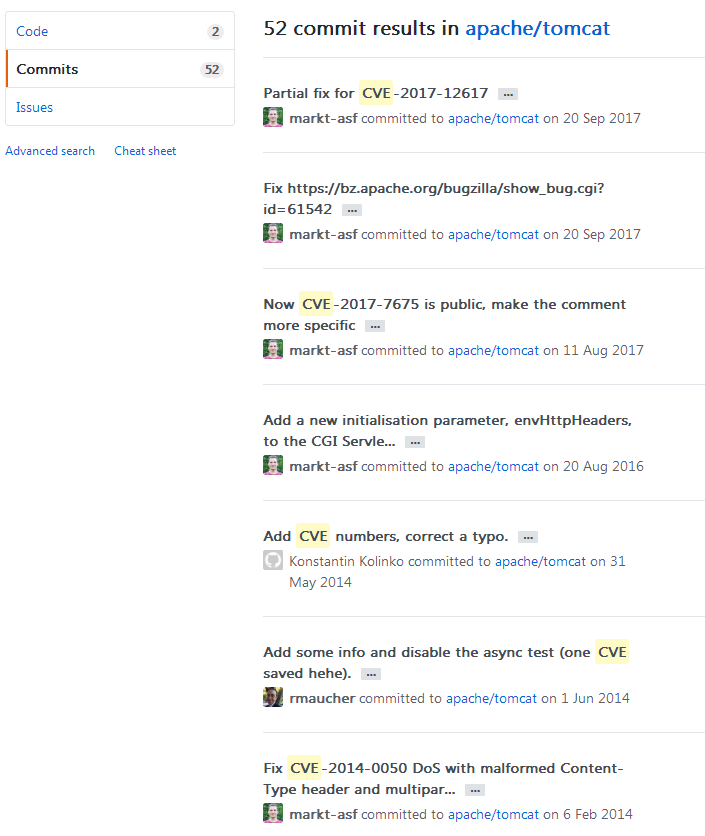 Code 2
Commits 52
Issues
Advanced search Cheat sheet
52 commit results in apache/tomcat
Partial fix for CVE-2017-12617 ...
markt-asf committed to apache/tomcat on 20 Sep 2017
Fix https://bz.apache.org/bugzilla/show_bug.cgi?
id=61542 ...
markt-asf committed to apache/tomcat on 20 Sep 2017
Now CVE-2017-7675 is public, make the comment
more specific ...
markt-asf committed to apache/tomcat on 11 Aug 2017
Add a new initialisation parameter, envHttpHeaders,
to the CGI Servle... ...
markt-asf committed to apache/tomcat on 20 Aug 2016
Add CVE numbers, correct a typo. ...
Konstantin Kolinko committed to apache/tomcat on 31
May 2014
Add some info and disable the async test (one CVE
saved hehe). ...
rmaucher committed to apache/tomcat on 1 Jun 2014
Fix CVE-2014-0050 DoS with malformed Content-
Type header and multipar... ...
markt-asf committed to apache/tomcat on 6 Feb 2014